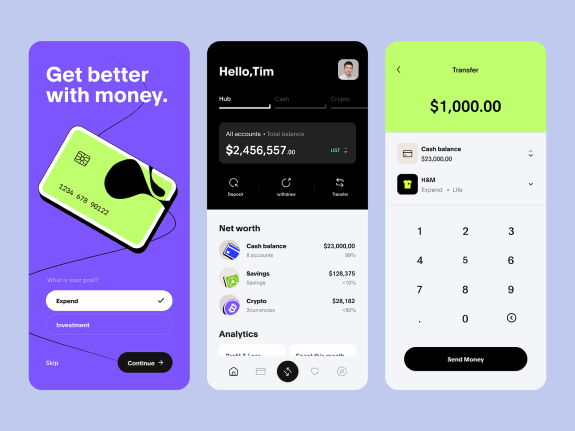 Get better
with money.
1234 678 90122
What is your goal?
Expend
Investment
Skip
Continue →
Hello,Tim
Hub
Cash
Crypto
All accounts • Total balance
$2,456,557.00
UST
Deposit
withdraw
Transfer
Net worth
Cash balance
$23,000,00
8 accounts
99%
Savings
$128,375
Savings
<10%
Crypto
$28,182
2currencies
<50%
Analytics
Profit & Loss
Spent this month
Transfer
$1,000.00
Cash balance
$23,000,00
H&M
Expend • Life
1 2 3
4 5 6
7 8 9
. 0
Send Money